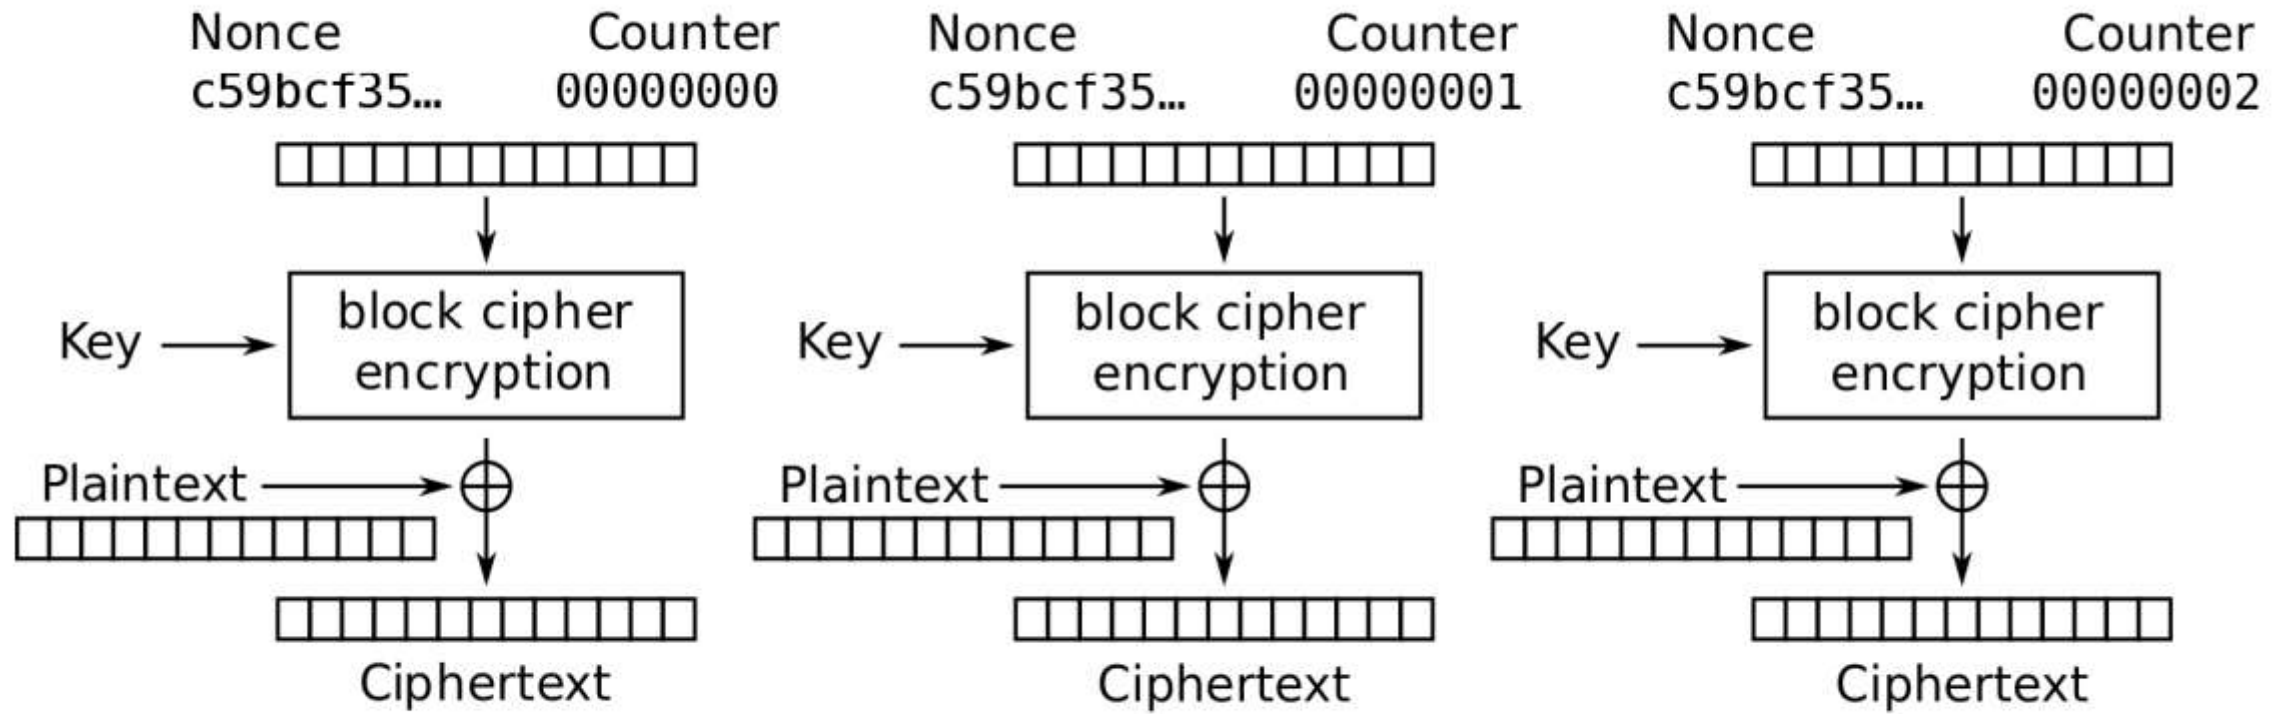 Nonce Counter Nonce Counter Nonce Counter
c59bcf35… 00000000 c59bcf35… 00000001 c59bcf35… 00000002
block cipher block cipher block cipher
Key Key Key
encryption encryption encryption
Plaintext Plaintext Plaintext
Ciphertext Ciphertext Ciphertext